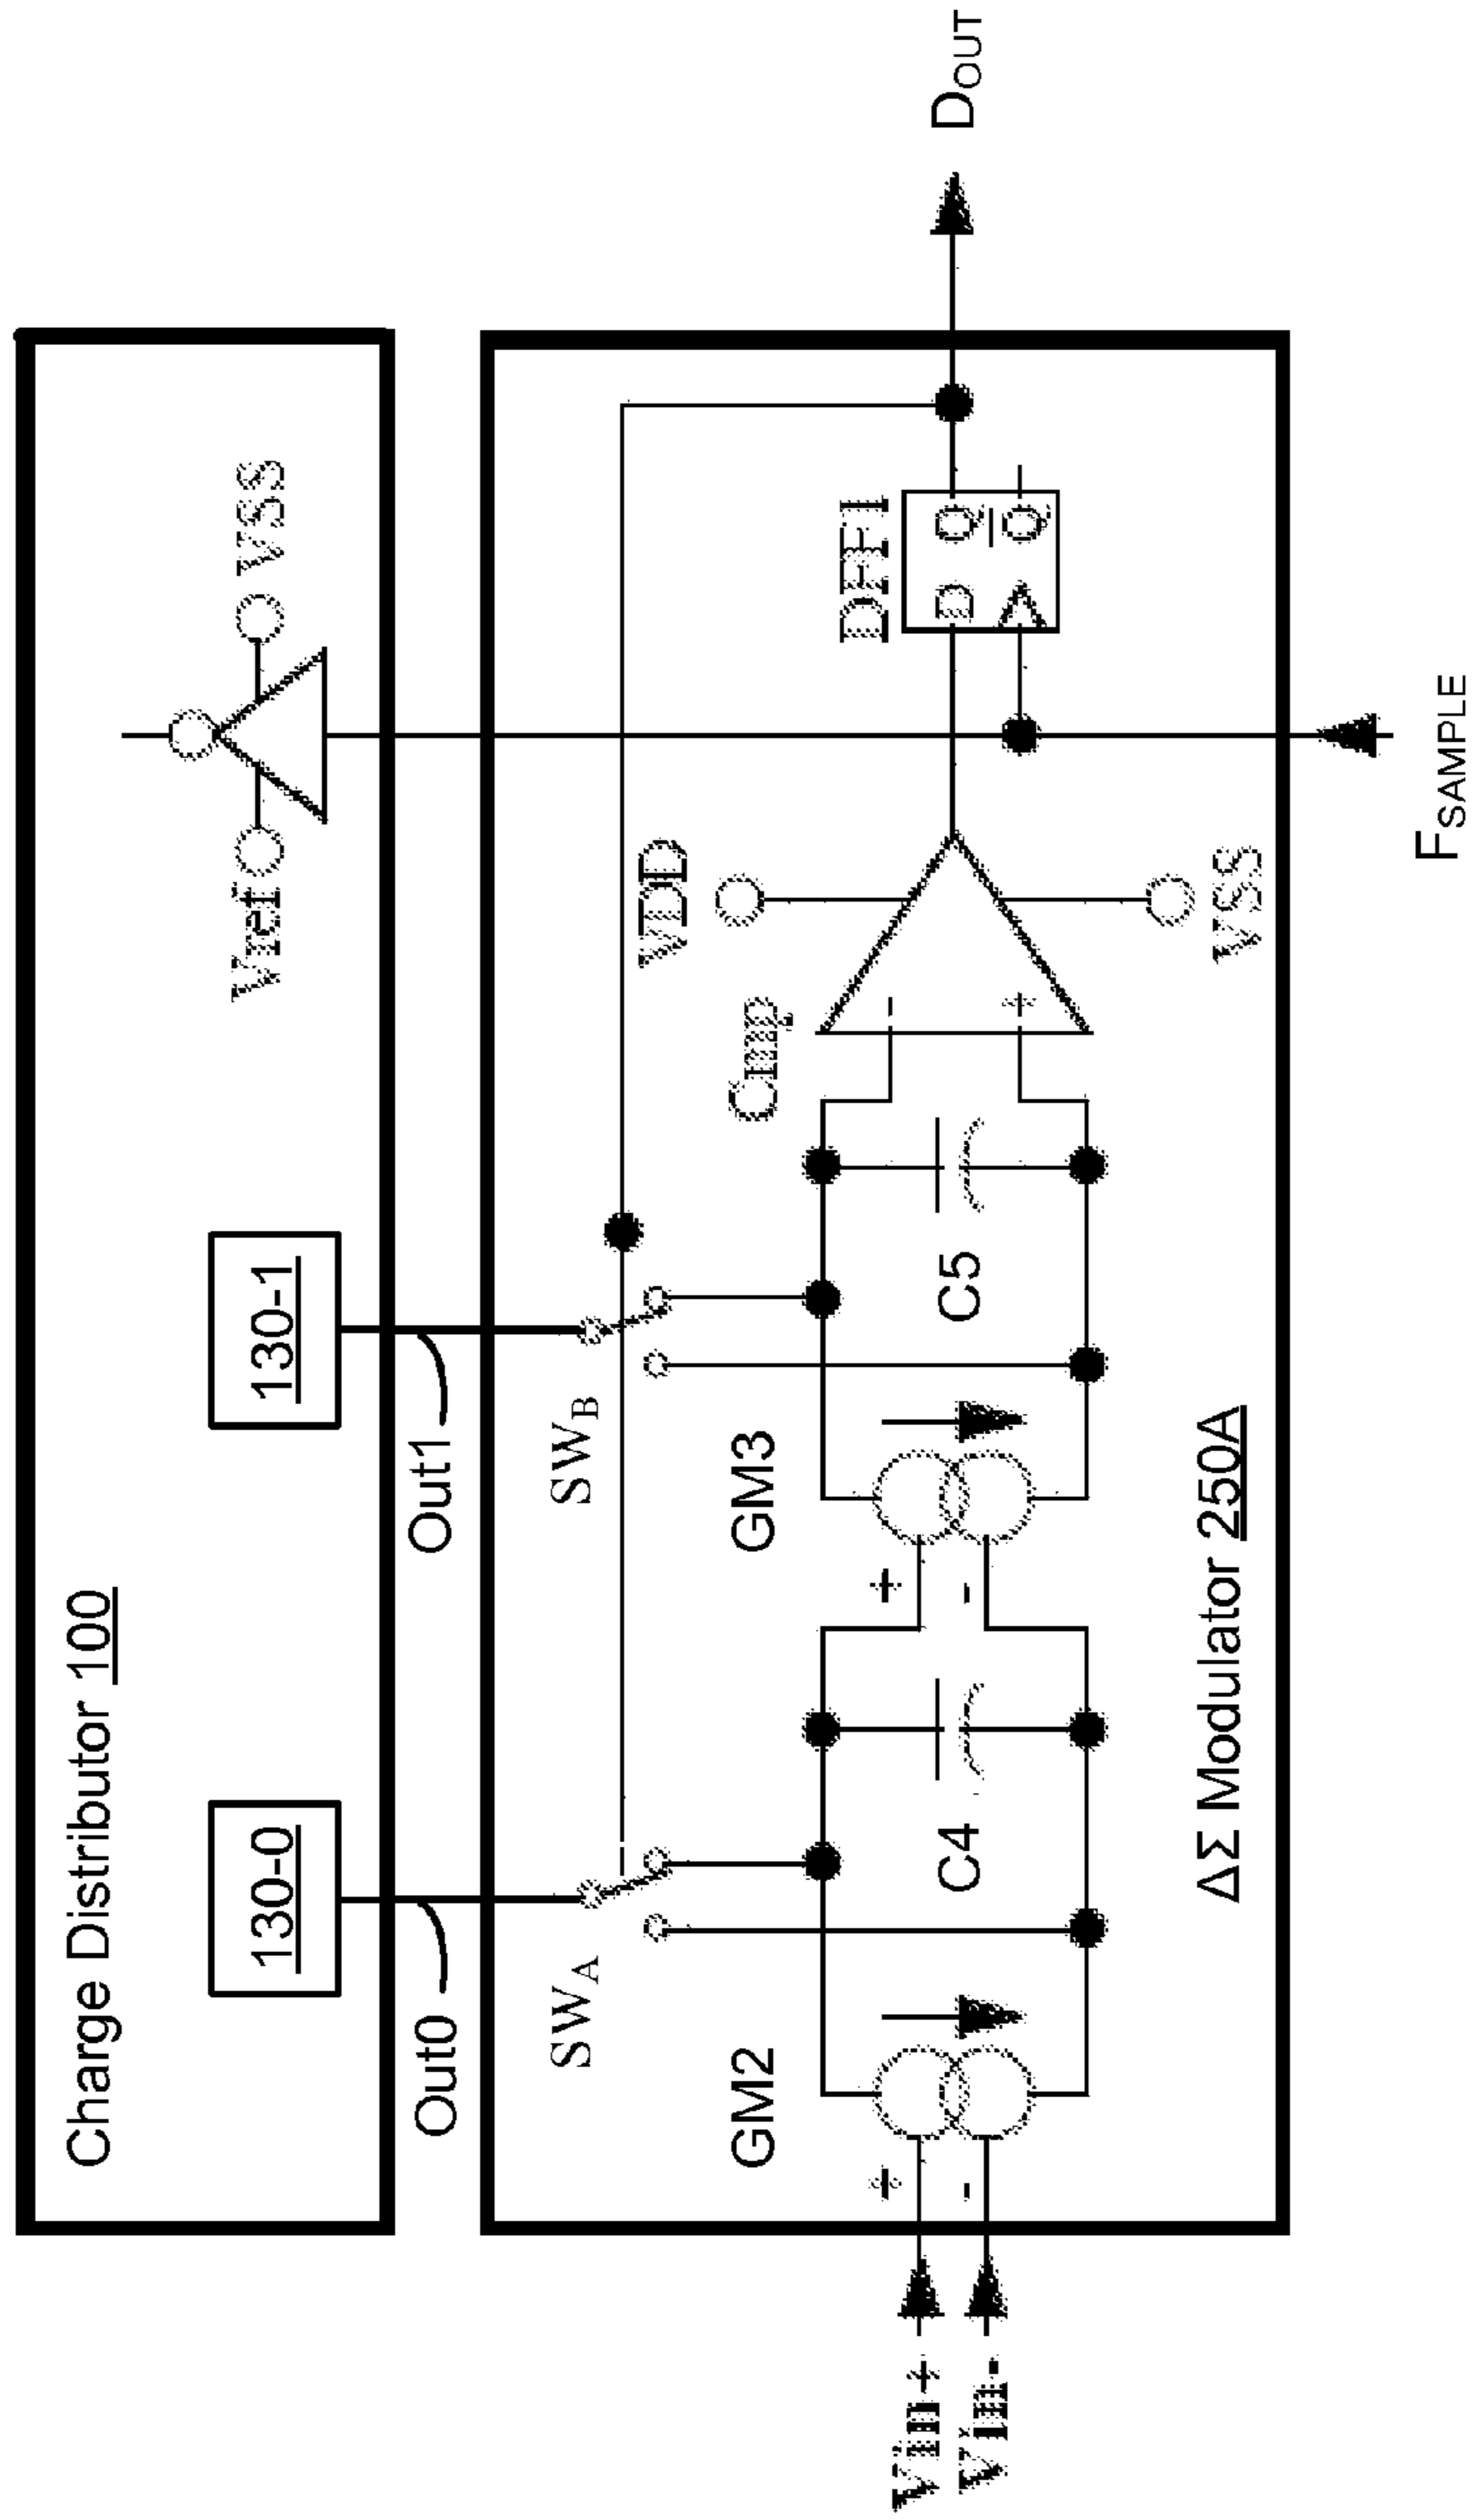 Charge Distributor 100
130-0
130-1
Vref
VSS
Out0
Out1
SWA
SWB
VDD
DFF1
GM2
GM3
Cmp
D Q
Q
+
-
+
-
-
+
C4
C5
Vin+
Vin-
DOUT
VSS
ΔΣ Modulator 250A
FSAMPLE